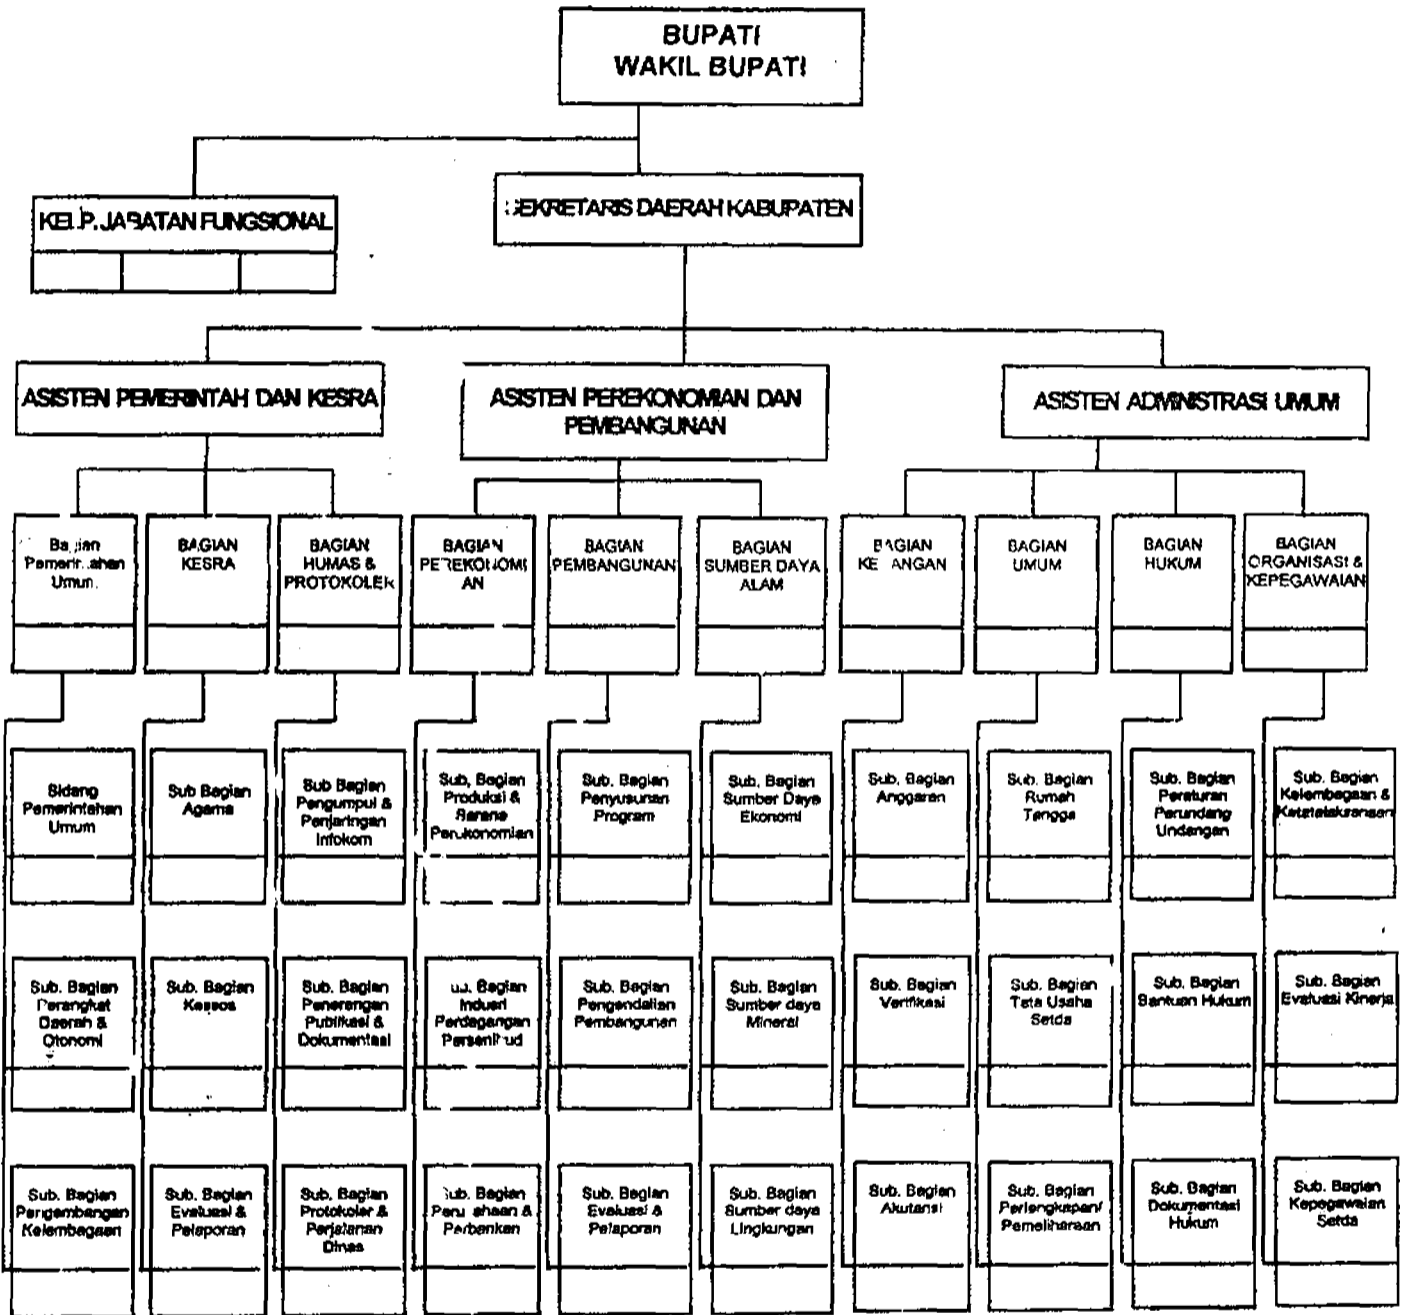 BUPATI
WAKIL BUPATI
KELP. JABATAN FUNGSIONAL
SEKRETARIS DAERAH KABUPATEN
ASISTEN PEMERINTAH DAN KESRA
ASISTEN PEREKONOMIAN DAN
PEMBANGUNAN
ASISTEN ADMINISTRASI UMUM
Bagian
Pemerintahan
Umum
BAGIAN
KESRA
BAGIAN
HUMAS &
PROTOKOLER
BAGIAN
PEREKONOMI
AN
BAGIAN
PEMBANGUNAN
BAGIAN
SUMBER DAYA
ALAM
BAGIAN
KEUANGAN
BAGIAN
UMUM
BAGIAN
HUKUM
BAGIAN
ORGANISASI &
KEPEGAWAIAN
Sidang
Pemerintahan
Umum
Sub Bagian
Agama
Sub Bagian
Pengumpul &
Penjaringan
Infokom
Sub, Bagian
Produksi &
Sarana
Perukonomian
Sub. Bagian
Penyusunan
Program
Sub. Bagian
Sumber Daya
Ekonomi
Sub. Bagian
Anggaran
Sub. Bagian
Rumah
Tangga
Sub. Bagian
Peraturan
Perundang
Undangan
Sub. Bagian
Kelembagaan &
Ketatalaksanaan
Sub. Bagian
Perangkat
Daerah &
Otonomi
Sub. Bagian
Kessos
Sub. Bagian
Penerangan
Publikasi &
Dokumentasi
Sub. Bagian
Industri
Perdagangan
Sub. Bagian
Pengendalian
Pembangunan
Sub. Bagian
Sumber daya
Mineral
Sub. Bagian
Verifikasi
Sub. Bagian
Tata Usaha
Setda
Sub. Bagian
Bantuan Hukum
Sub. Bagian
Evaluasi Kinerja
Sub. Bagian
Pengembangan
Kelembagaan
Sub. Bagian
Evaluasi &
Pelaporan
Sub. Bagian
Protokoler &
Perjalanan
Dinas
Sub. Bagian
Perusahaan &
Perbankan
Sub. Bagian
Evaluasi &
Pelaporan
Sub. Bagian
Sumber daya
Lingkungan
Sub. Bagian
Akutansi
Sub. Bagian
Perlengkapan/
Pemeliharaan
Sub. Bagian
Dokumentasi
Hukum
Sub. Bagian
Kepegawaian
Setda